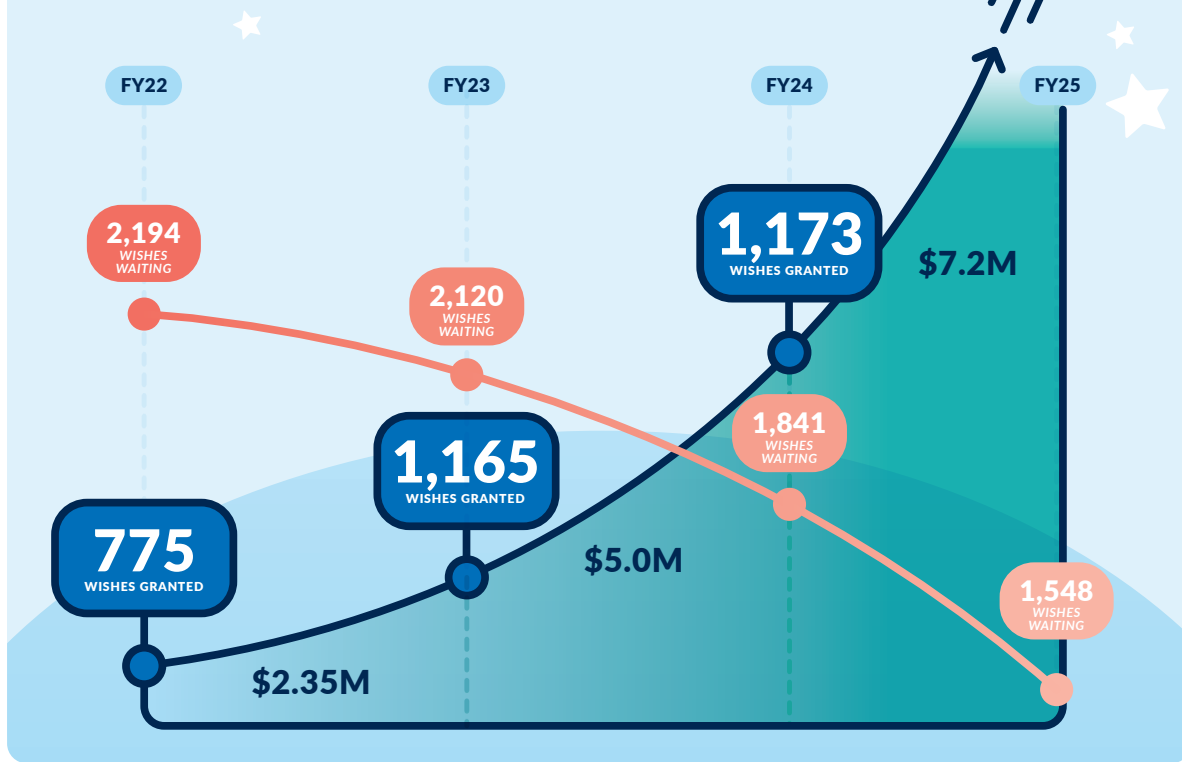 FY22
FY23
FY24
FY25
2,194
WISHES
WAITING
2,120
WISHES
WAITING
1,173
WISHES GRANTED
$7.2M
1,841
WISHES
WAITING
1,165
WISHES GRANTED
775
WISHES GRANTED
$5.0M
1,548
WISHES
WAITING
$2.35M